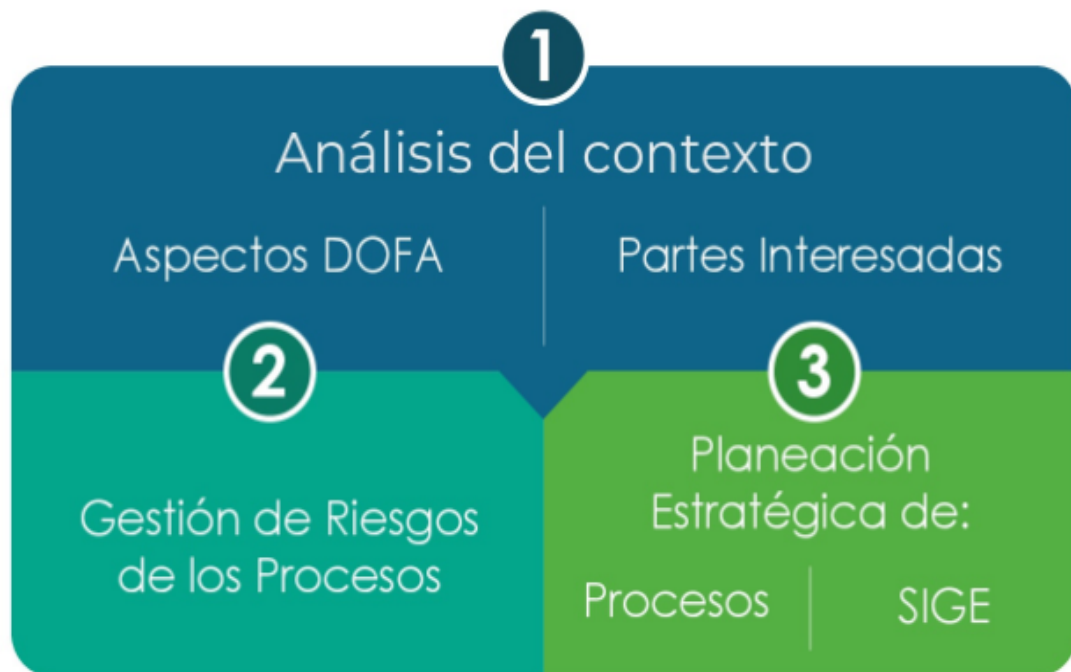 1
Análisis del contexto
Aspectos DOFA
Partes Interesadas
2
Gestión de Riesgos
de los Procesos
3
Planeación
Estratégica de:
Procesos
SIGE